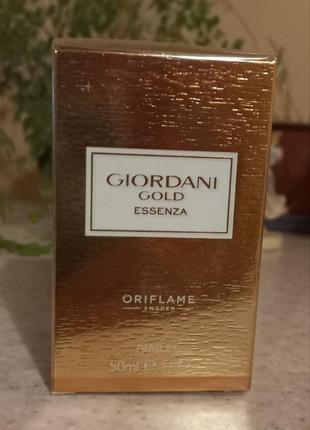 GIORDANI
GOLD
ESSENZA
ORIFLAME
SWEDEN
PARFUM
50ml ℮